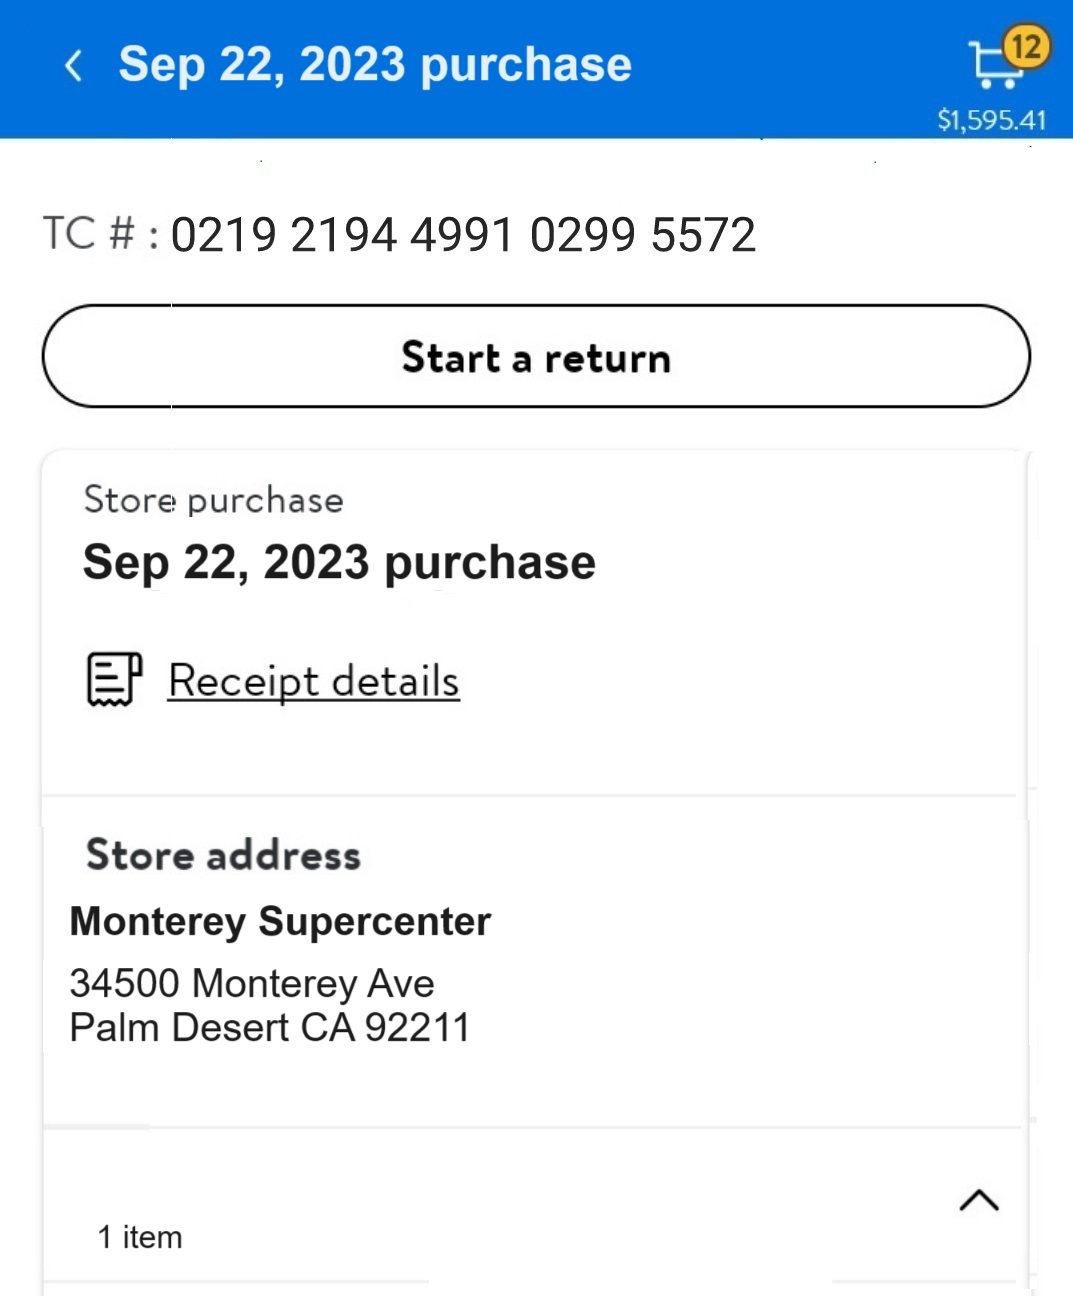 Sep 22, 2023 purchase
12
$1,595.41
TC # : 0219 2194 4991 0299 5572
Start a return
Store purchase
Sep 22, 2023 purchase
Receipt details
Store address
Monterey Supercenter
34500 Monterey Ave
Palm Desert CA 92211
1 item